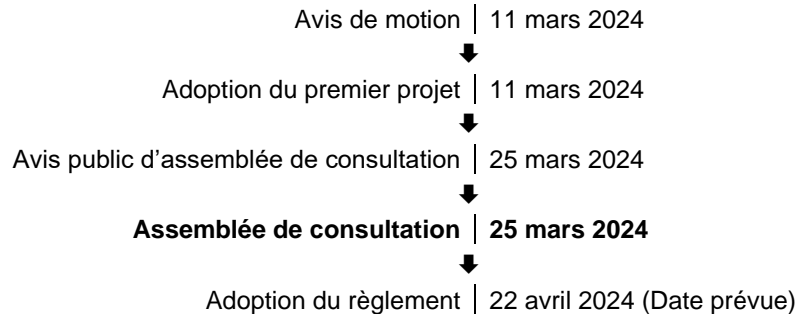 Avis de motion | 11 mars 2024
Adoption du premier projet | 11 mars 2024
Avis public d’assemblée de consultation | 25 mars 2024
Assemblée de consultation | 25 mars 2024
Adoption du règlement | 22 avril 2024 (Date prévue)